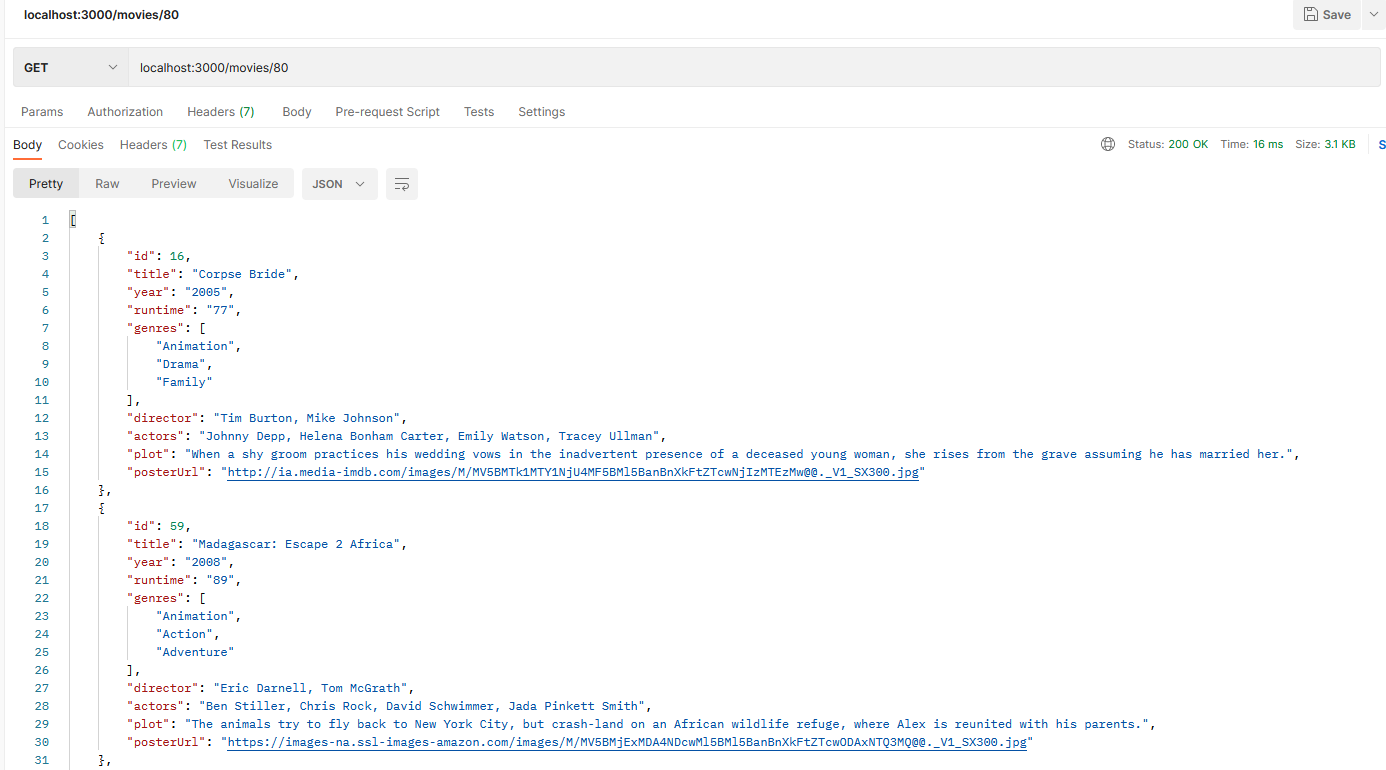 localhost:3000/movies/80
Save
GET localhost:3000/movies/80
Params Authorization Headers (7) Body Pre-request Script Tests Settings
Body Cookies Headers (7) Test Results Status: 200 OK Time: 16 ms Size: 3.1 KB S
Pretty Raw Preview Visualize JSON
1 [
2 {
3 "id": 16,
4 "title": "Corpse Bride",
5 "year": "2005",
6 "runtime": "77",
7 "genres": [
8 "Animation",
9 "Drama",
10 "Family"
11 ],
12 "director": "Tim Burton, Mike Johnson",
13 "actors": "Johnny Depp, Helena Bonham Carter, Emily Watson, Tracey Ullman",
14 "plot": "When a shy groom practices his wedding vows in the inadvertent presence of a deceased young woman, she rises from the grave assuming he has married her.",
15 "posterUrl": "http://ia.media-imdb.com/images/M/MV5BMTk1MTY1NjU4MF5BMl5BanBnXkFtZTcwNjIzMTEzMw@@._V1_SX300.jpg"
16 },
17 {
18 "id": 59,
19 "title": "Madagascar: Escape 2 Africa",
20 "year": "2008",
21 "runtime": "89",
22 "genres": [
23 "Animation",
24 "Action",
25 "Adventure"
26 ],
27 "director": "Eric Darnell, Tom McGrath",
28 "actors": "Ben Stiller, Chris Rock, David Schwimmer, Jada Pinkett Smith",
29 "plot": "The animals try to fly back to New York City, but crash-land on an African wildlife refuge, where Alex is reunited with his parents.",
30 "posterUrl": "https://images-na.ssl-images-amazon.com/images/M/MV5BMjExMDA4NDcwMl5BMl5BanBnXkFtZTcwODAxNTQ3MQ@@._V1_SX300.jpg"
31 },